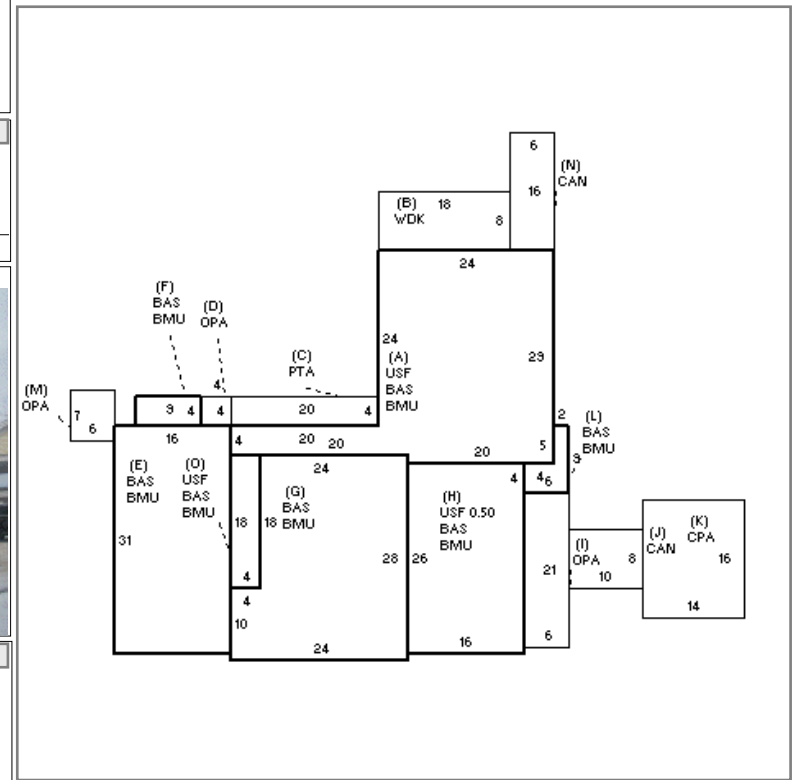 6
(N)
CAN
16
(B)
WDK
18
8
24
(F)
BAS
BMU
(D)
OPA
24
29
(C)
PTA
(A)
USF
BAS
BMU
4
(M)
OPA
7
6
9
4
4
20
4
2
(L)
BAS
BMU
16
4
20
20
5
20
9
(E)
BAS
BMU
(O)
USF
BAS
BMU
24
(G)
BAS
BMU
4
4
6
(H)
USF 0.50
BAS
BMU
31
18
18
28
26
21
(I)
OPA
8
10
(J)
CAN
(K)
CPA
16
14
4
4
10
24
16
6